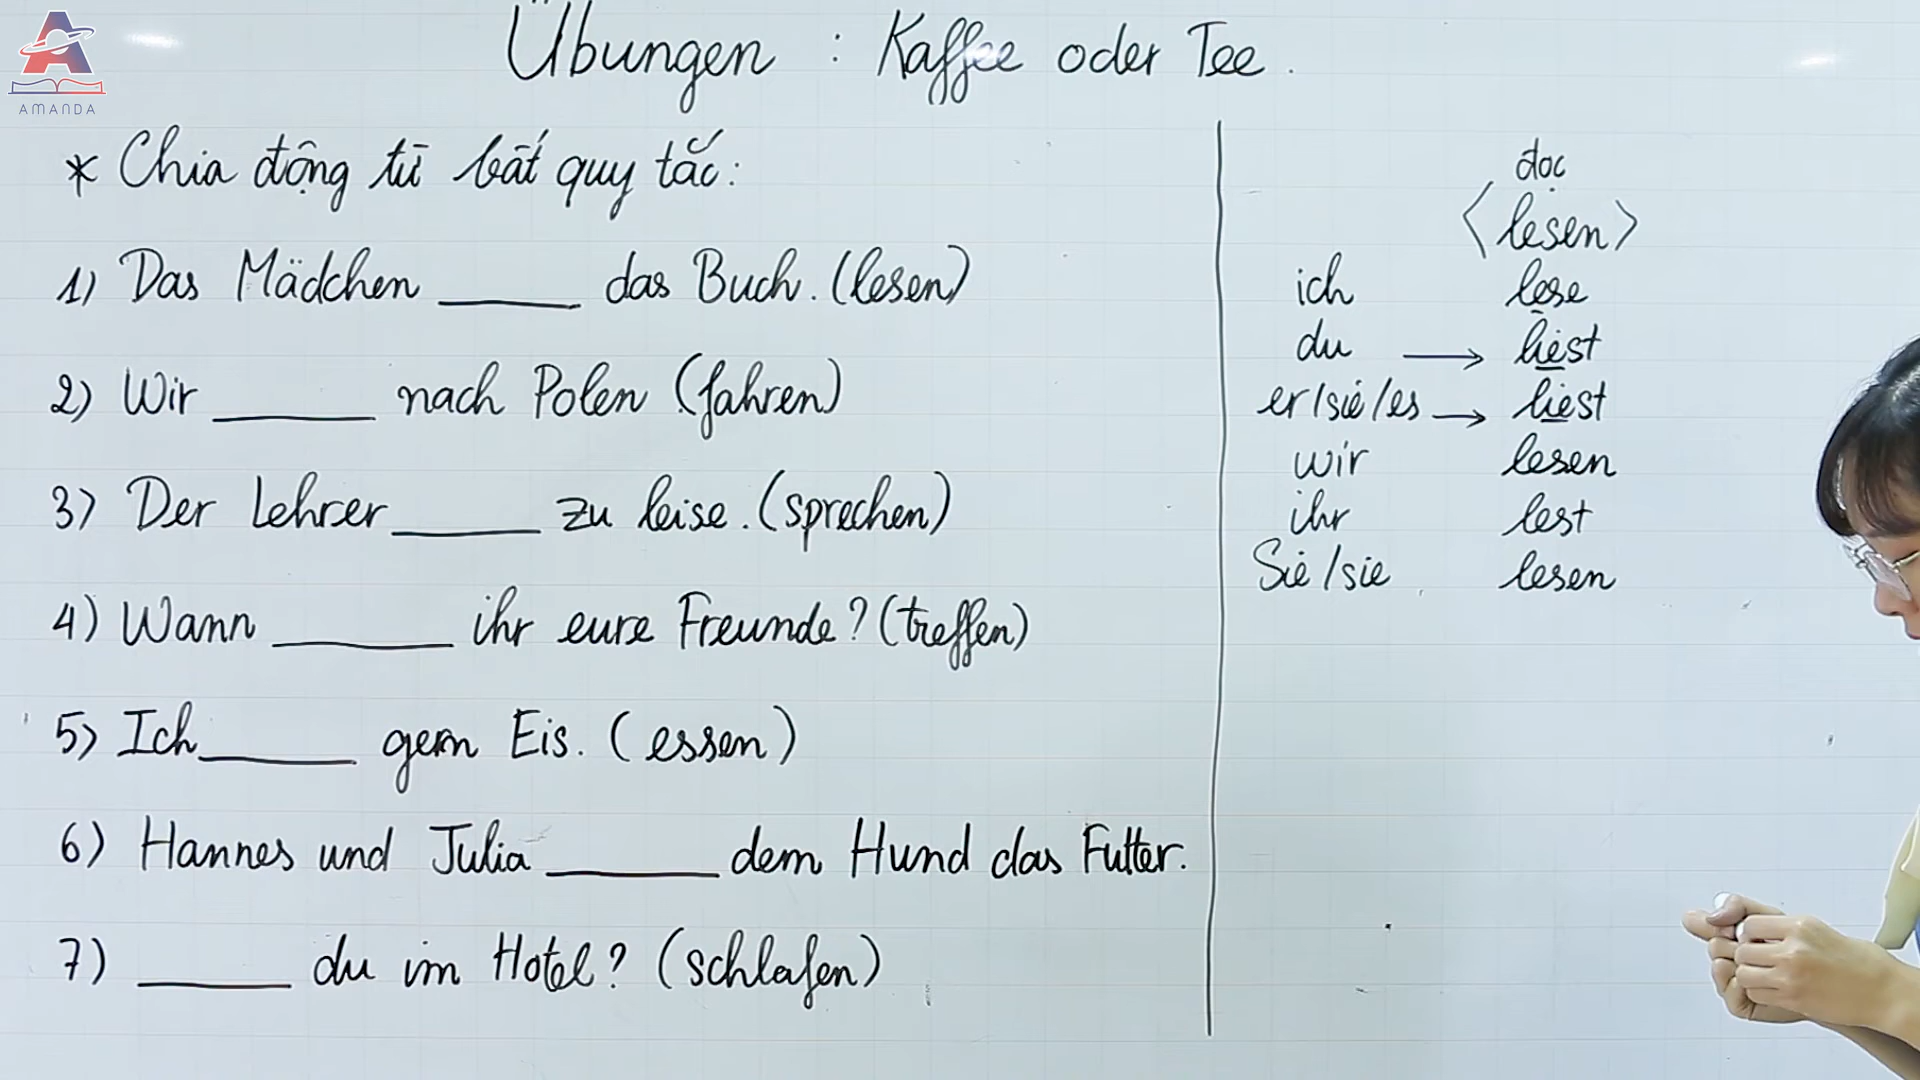 AMANDA
Übungen : Kaffee oder Tee.
* Chia động từ bất quy tắc:
1) Das Mädchen _____ das Buch. (lesen)
2) Wir _____ nach Polen (fahren)
3) Der Lehrer _____ zu leise. (sprechen)
4) Wann _____ ihr eure Freunde? (treffen)
5) Ich _____ gern Eis. (essen)
6) Hannes und Julia _____ dem Hund das Futter.
7) _____ du im Hotel? (schlafen)
đọc
<lesen>
ich lese
du → liest
er/sie/es → liest
wir lesen
ihr lest
Sie/sie lesen